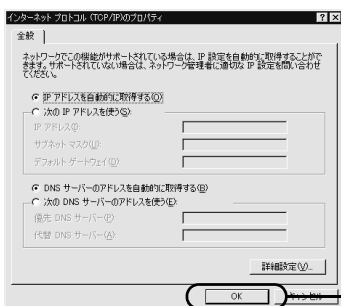 インターネット プロトコル (TCP/IP)のプロパティ
全般
ネットワークでこの機能がサポートされている場合は、IP 設定を自動的に取得することがで
きます。サポートされていない場合は、ネットワーク管理者に適切な IP 設定を問い合わせ
てください。
IP アドレスを自動的に取得する(O)
次の IP アドレスを使う(S):
IP アドレス(I):
サブネット マスク(U):
デフォルト ゲートウェイ(D):
DNS サーバーのアドレスを自動的に取得する(B)
次の DNS サーバーのアドレスを使う(E):
優先 DNS サーバー(P):
代替 DNS サーバー(A):
詳細設定(V)...
OK
キャンセル